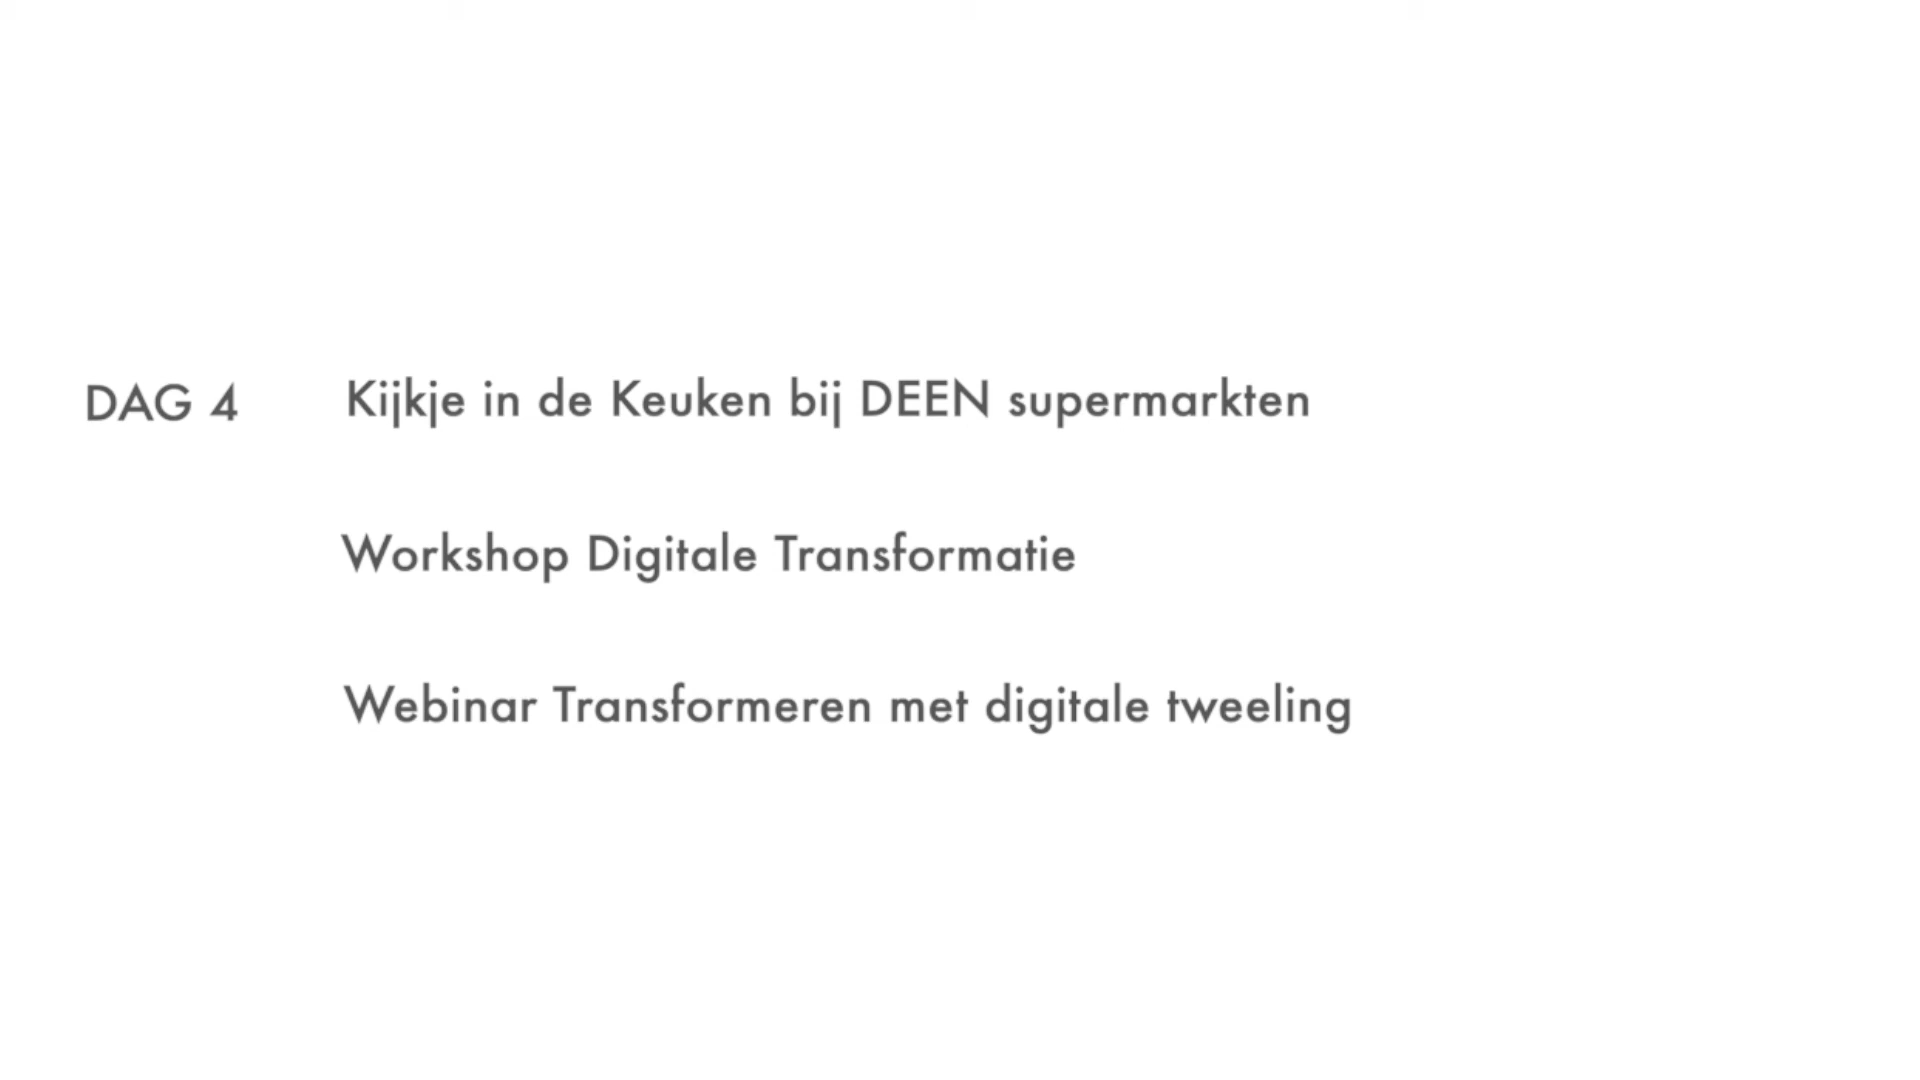 DAG 4 Kijkje in de Keuken bij DEEN supermarkten
Workshop Digitale Transformatie
Webinar Transformeren met digitale tweeling